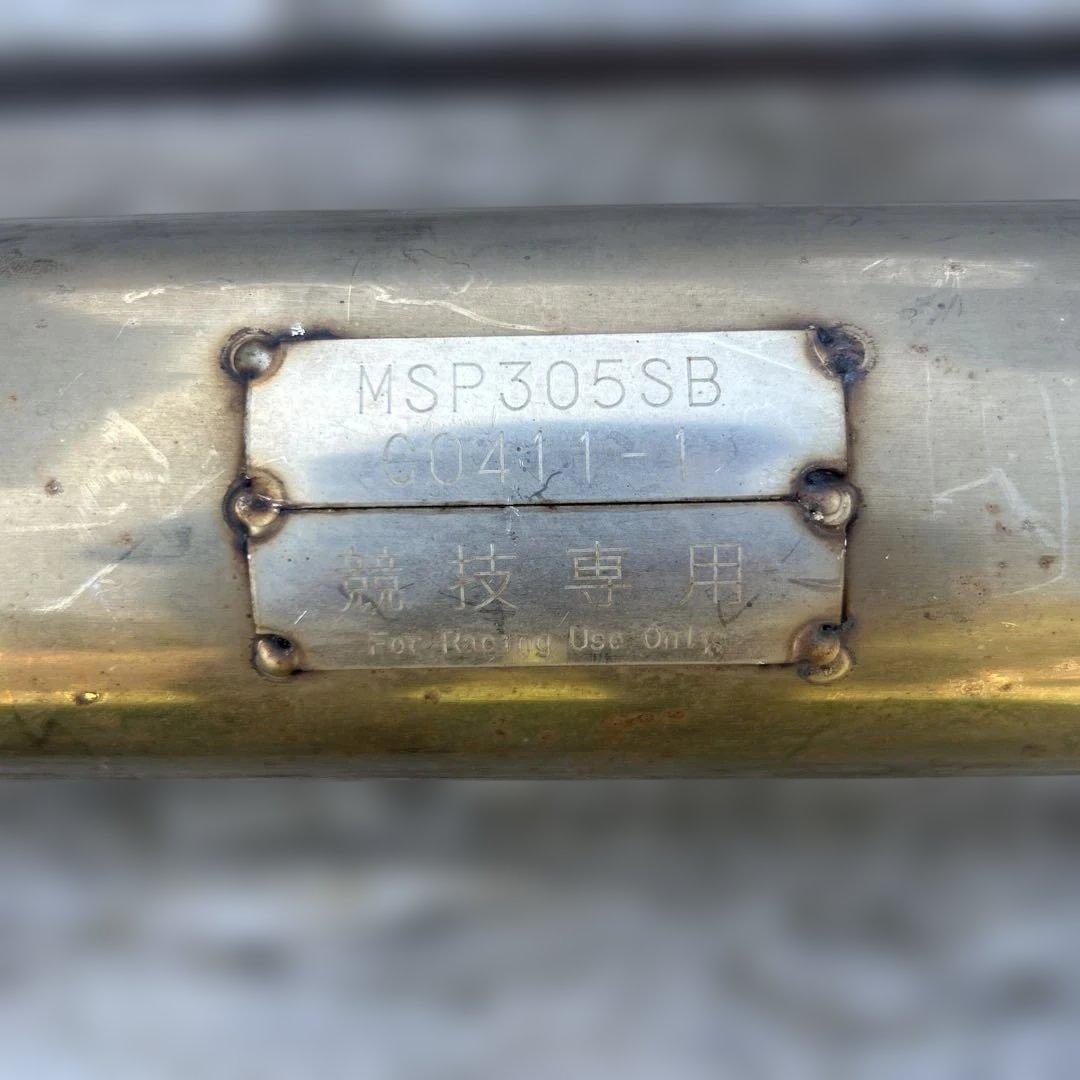 MSP305SB
G0411-1
競技専用
For Racing Use Only